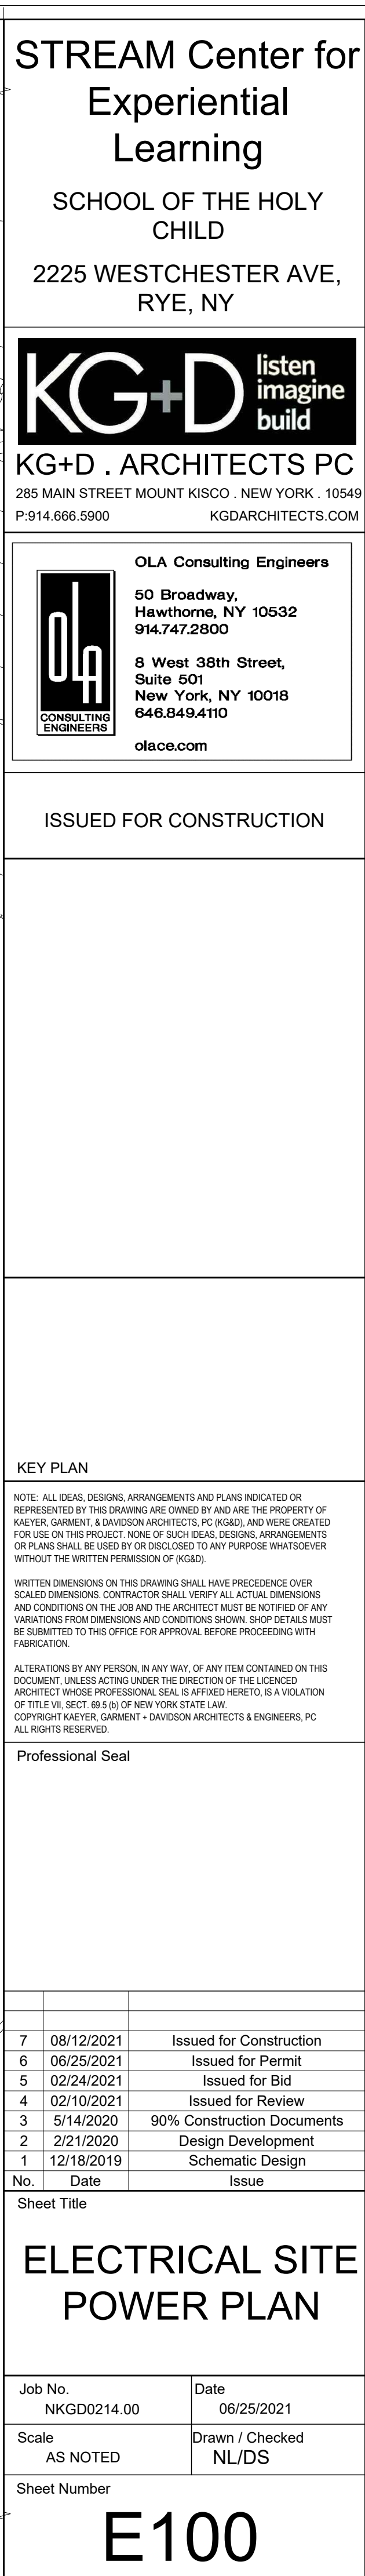 STREAM Center for
Experiential
Learning
SCHOOL OF THE HOLY
CHILD
2225 WESTCHESTER AVE,
RYE, NY
KG+D
listen
imagine
build
KG+D . ARCHITECTS PC
285 MAIN STREET MOUNT KISCO . NEW YORK . 10549
P:914.666.5900 KGDARCHITECTS.COM
OLA
CONSULTING
ENGINEERS
OLA Consulting Engineers
50 Broadway,
Hawthorne, NY 10532
914.747.2800
8 West 38th Street,
Suite 501
New York, NY 10018
646.849.4110
olace.com
ISSUED FOR CONSTRUCTION
KEY PLAN
NOTE: ALL IDEAS, DESIGNS, ARRANGEMENTS AND PLANS INDICATED OR
REPRESENTED BY THIS DRAWING ARE OWNED BY AND ARE THE PROPERTY OF
KAEYER, GARMENT, & DAVIDSON ARCHITECTS, PC (KG&D), AND WERE CREATED
FOR USE ON THIS PROJECT. NONE OF SUCH IDEAS, DESIGNS, ARRANGEMENTS
OR PLANS SHALL BE USED BY OR DISCLOSED TO ANY PURPOSE WHATSOEVER
WITHOUT THE WRITTEN PERMISSION OF (KG&D).
WRITTEN DIMENSIONS ON THIS DRAWING SHALL HAVE PRECEDENCE OVER
SCALED DIMENSIONS. CONTRACTOR SHALL VERIFY ALL ACTUAL DIMENSIONS
AND CONDITIONS ON THE JOB AND THE ARCHITECT MUST BE NOTIFIED OF ANY
VARIATIONS FROM DIMENSIONS AND CONDITIONS SHOWN. SHOP DETAILS MUST
BE SUBMITTED TO THIS OFFICE FOR APPROVAL BEFORE PROCEEDING WITH
FABRICATION.
ALTERATIONS BY ANY PERSON, IN ANY WAY, OF ANY ITEM CONTAINED ON THIS
DOCUMENT, UNLESS ACTING UNDER THE DIRECTION OF THE LICENCED
ARCHITECT WHOSE PROFESSIONAL SEAL IS AFFIXED HERETO, IS A VIOLATION
OF TITLE VII, SECT. 69.5 (b) OF NEW YORK STATE LAW.
COPYRIGHT KAEYER, GARMENT + DAVIDSON ARCHITECTS & ENGINEERS, PC
ALL RIGHTS RESERVED.
Professional Seal
7 08/12/2021 Issued for Construction
6 06/25/2021 Issued for Permit
5 02/24/2021 Issued for Bid
4 02/10/2021 Issued for Review
3 5/14/2020 90% Construction Documents
2 2/21/2020 Design Development
1 12/18/2019 Schematic Design
No. Date Issue
Sheet Title
ELECTRICAL SITE
POWER PLAN
Job No. Date
NKGD0214.00 06/25/2021
Scale Drawn / Checked
AS NOTED NL/DS
Sheet Number
E100